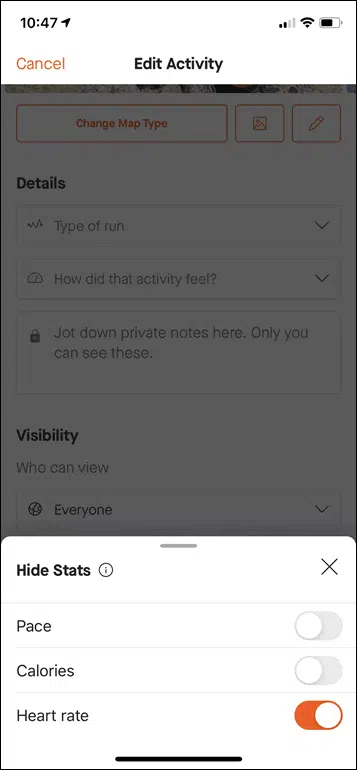 10:47
Cancel
Edit Activity
Change Map Type
Details
Type of run
How did that activity feel?
Jot down private notes here. Only you
can see these.
Visibility
Who can view
Everyone
Hide Stats
Pace
Calories
Heart rate